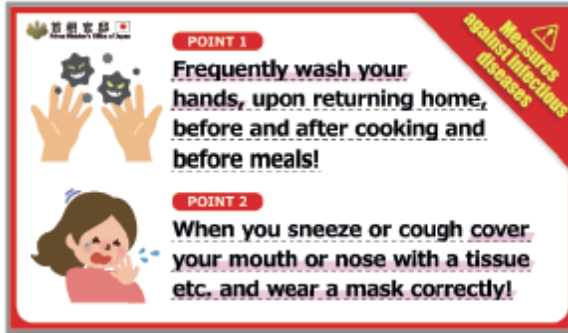 首相官邸
Prime Minister's Office of Japan
Measures
against infectious
diseases
POINT 1
Frequently wash your
hands, upon returning home,
before and after cooking and
before meals!
POINT 2
When you sneeze or cough cover
your mouth or nose with a tissue
etc. and wear a mask correctly!